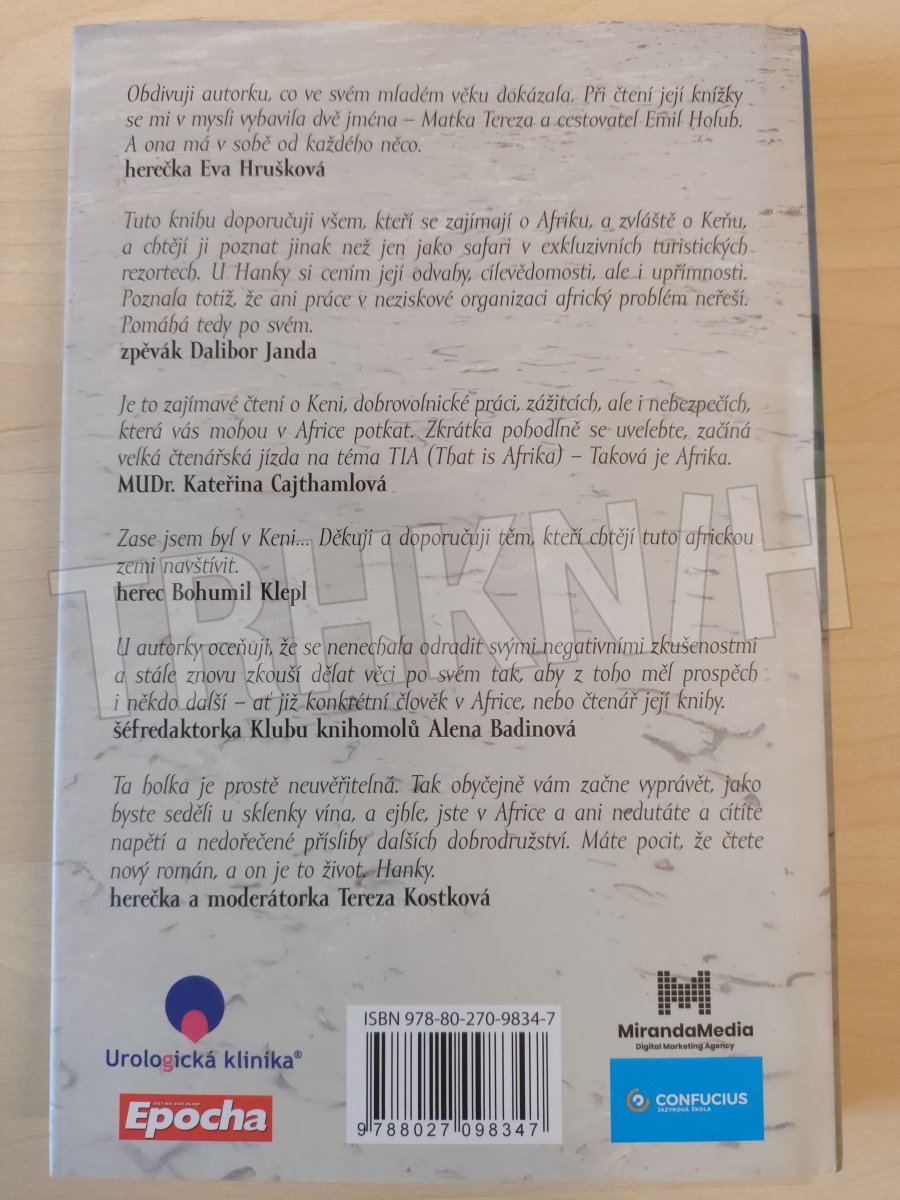 Obdivuji autorku, co ve svém mladém věku dokázala. Při čtení její knížky
se mi v mysli vybavila dvě jména – Matka Tereza a cestovatel Emil Holub.
A ona má v sobě od každého něco.
herečka Eva Hrušková
Tuto knihu doporučuji všem, kteří se zajímají o Afriku, a zvláště o Keňu,
a chtějí ji poznat jinak než jen jako safari v exkluzivních turistických
rezortech. U Hanky si cením její odvahy, cílevědomosti, ale i upřímnosti.
Poznala totiž, že ani práce v neziskové organizaci africký problém neřeší.
Pomáhá tedy po svém.
zpěvák Dalibor Janda
Je to zajímavé čtení o Keni, dobrovolnické práci, zážitcích, ale i nebezpečích,
která vás mohou v Africe potkat. Zkrátka pohodlně se uvelebte, začíná
velká čtenářská jízda na téma TIA (That is Afrika) – Taková je Afrika.
MUDr. Kateřina Cajthamlová
Zase jsem byl v Keni... Děkuji a doporučuji těm, kteří chtějí tuto africkou
zemi navštívit.
herec Bohumil Klepl
U autorky oceňuji, že se nenechala odradit svými negativními zkušenostmi
a stále znovu zkouší dělat věci po svém tak, aby z toho měl prospěch
i někdo další – ať již konkrétní člověk v Africe, nebo čtenář její knihy.
šéfredaktorka Klubu knihomolů Alena Badinová
Ta holka je prostě neuvěřitelná. Tak obyčejně vám začne vyprávět, jako
byste seděli u sklenky vína, a ejhle, jste v Africe a ani nedutáte a cítíte
napětí a nedořečené přísliby dalších dobrodružství. Máte pocit, že čtete
nový román, a on je to život. Hanky.
herečka a moderátorka Tereza Kostková
TRHKNIH
Urologická klinika®
SVĚT NA VAŠÍ DLANI
Epocha
ISBN 978-80-270-9834-7
9 788027 098347
MirandaMedia
Digital Marketing Agency
CONFUCIUS
JAZYKOVÁ ŠKOLA